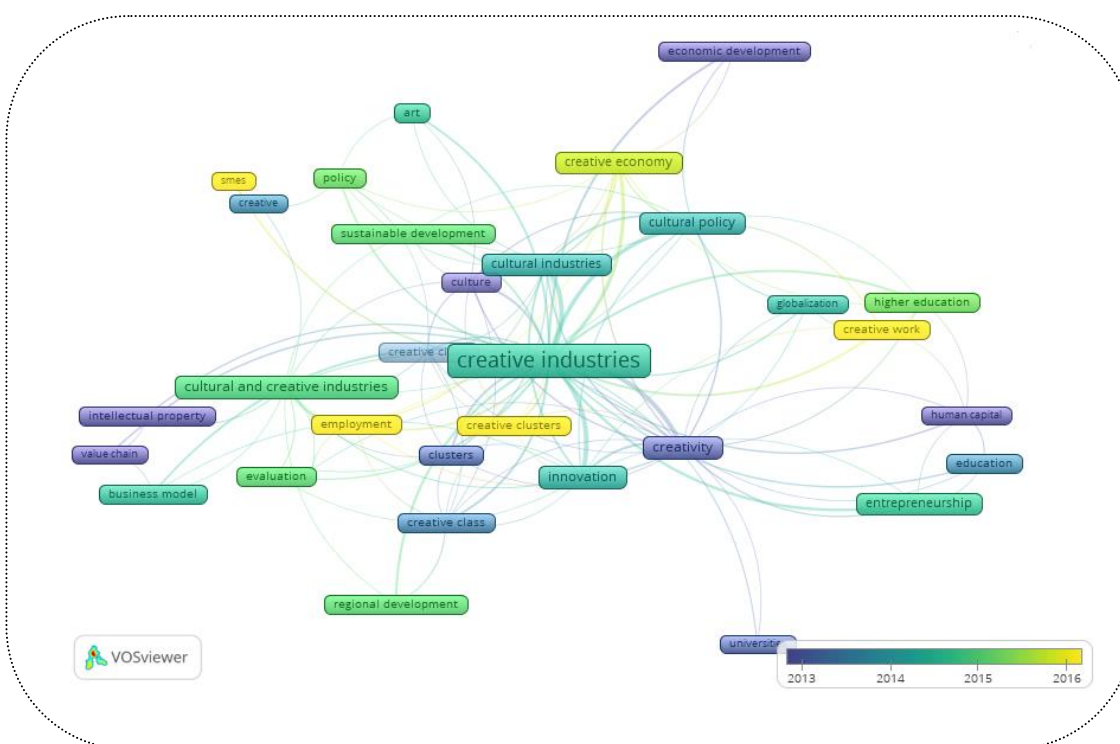 economic development
art
creative economy
smes
policy
creative
cultural policy
sustainable development
cultural industries
culture
globalization
higher education
creative work
creative
creative industries
cultural and creative industries
intellectual property
human capital
employment
creative clusters
creativity
value chain
clusters
education
evaluation
innovation
business model
entrepreneurship
creative class
regional development
VOSviewer
2013 2014 2015 2016